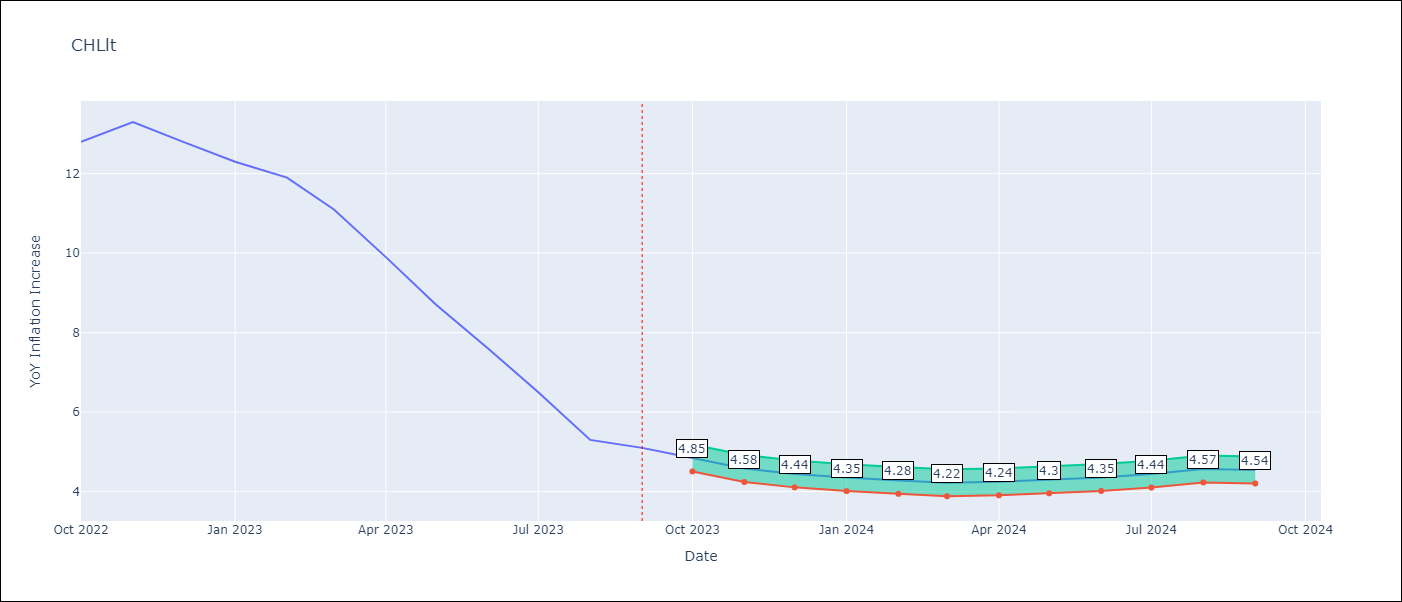 CHLlt
YoY Inflation Increase
12
10
8
6
4
4.85
4.58
4.44
4.35
4.28
4.22
4.24
4.3
4.35
4.44
4.57
4.54
Oct 2022
Jan 2023
Apr 2023
Jul 2023
Oct 2023
Jan 2024
Apr 2024
Jul 2024
Oct 2024
Date